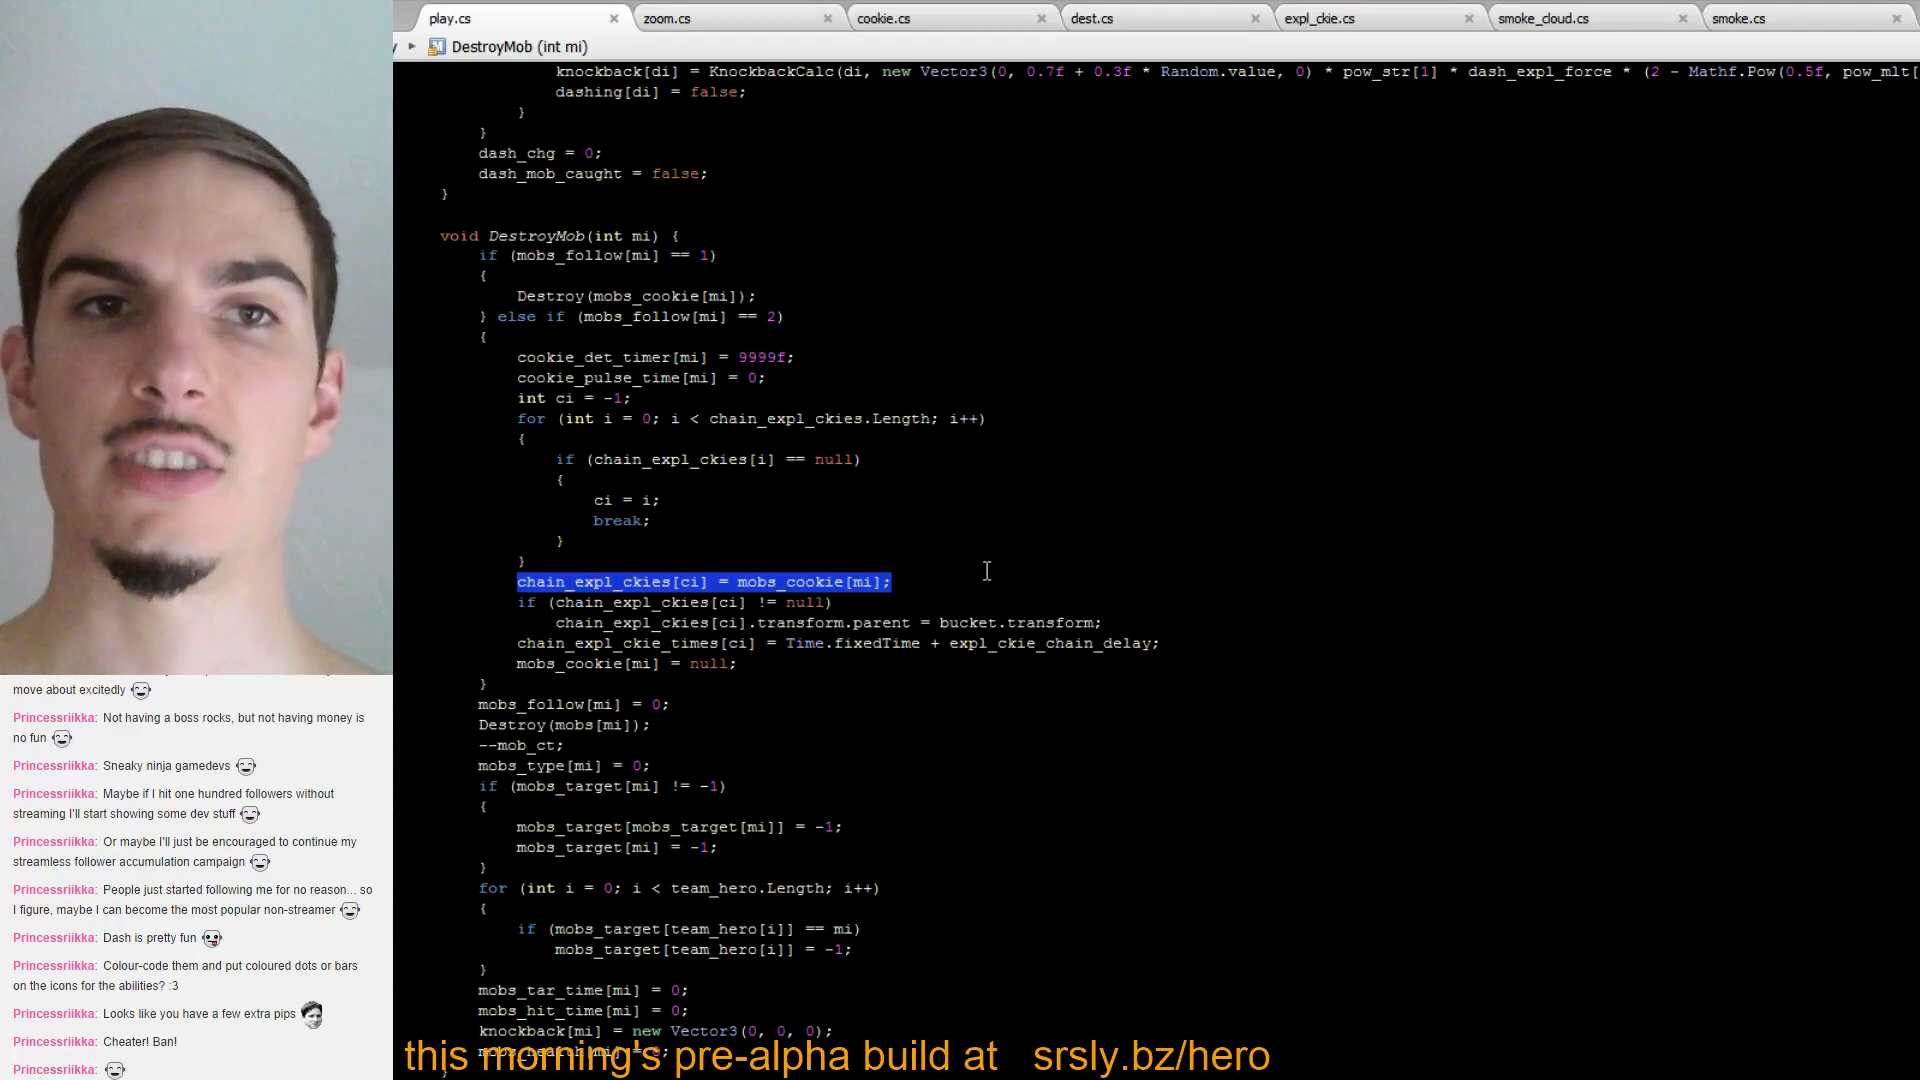 play.cs
zoom.cs
cookie.cs
dest.cs
expl_ckie.cs
smoke_cloud.cs
smoke.cs
DestroyMob (int mi)
knockback[di] = KnockbackCalc(di, new Vector3(0, 0.7f + 0.3f * Random.value, 0) * pow_str[1] * dash_expl_force * (2 - Mathf.Pow(0.5f, pow_mlt[
dashing[di] = false;
}
}
dash_chg = 0;
dash_mob_caught = false;
}
void DestroyMob(int mi) {
if (mobs_follow[mi] == 1)
{
Destroy(mobs_cookie[mi]);
} else if (mobs_follow[mi] == 2)
{
cookie_det_timer[mi] = 9999f;
cookie_pulse_time[mi] = 0;
int ci = -1;
for (int i = 0; i < chain_expl_ckies.Length; i++)
{
if (chain_expl_ckies[i] == null)
{
ci = i;
break;
}
}
chain_expl_ckies[ci] = mobs_cookie[mi];
if (chain_expl_ckies[ci] != null)
chain_expl_ckies[ci].transform.parent = bucket.transform;
chain_expl_ckie_times[ci] = Time.fixedTime + expl_ckie_chain_delay;
mobs_cookie[mi] = null;
}
mobs_follow[mi] = 0;
Destroy(mobs[mi]);
--mob_ct;
mobs_type[mi] = 0;
if (mobs_target[mi] != -1)
{
mobs_target[mobs_target[mi]] = -1;
mobs_target[mi] = -1;
}
for (int i = 0; i < team_hero.Length; i++)
{
if (mobs_target[team_hero[i]] == mi)
mobs_target[team_hero[i]] = -1;
}
mobs_tar_time[mi] = 0;
mobs_hit_time[mi] = 0;
knockback[mi] = new Vector3(0, 0, 0);
this morning's pre-alpha build at srsly.bz/hero
move about excitedly
Princessriikka: Not having a boss rocks, but not having money is
no fun
Princessriikka: Sneaky ninja gamedevs
Princessriikka: Maybe if I hit one hundred followers without
streaming I'll start showing some dev stuff
Princessriikka: Or maybe I'll just be encouraged to continue my
streamless follower accumulation campaign
Princessriikka: People just started following me for no reason... so
I figure, maybe I can become the most popular non-streamer
Princessriikka: Dash is pretty fun
Princessriikka: Colour-code them and put coloured dots or bars
on the icons for the abilities? :3
Princessriikka: Looks like you have a few extra pips
Princessriikka: Cheater! Ban!
Princessriikka: